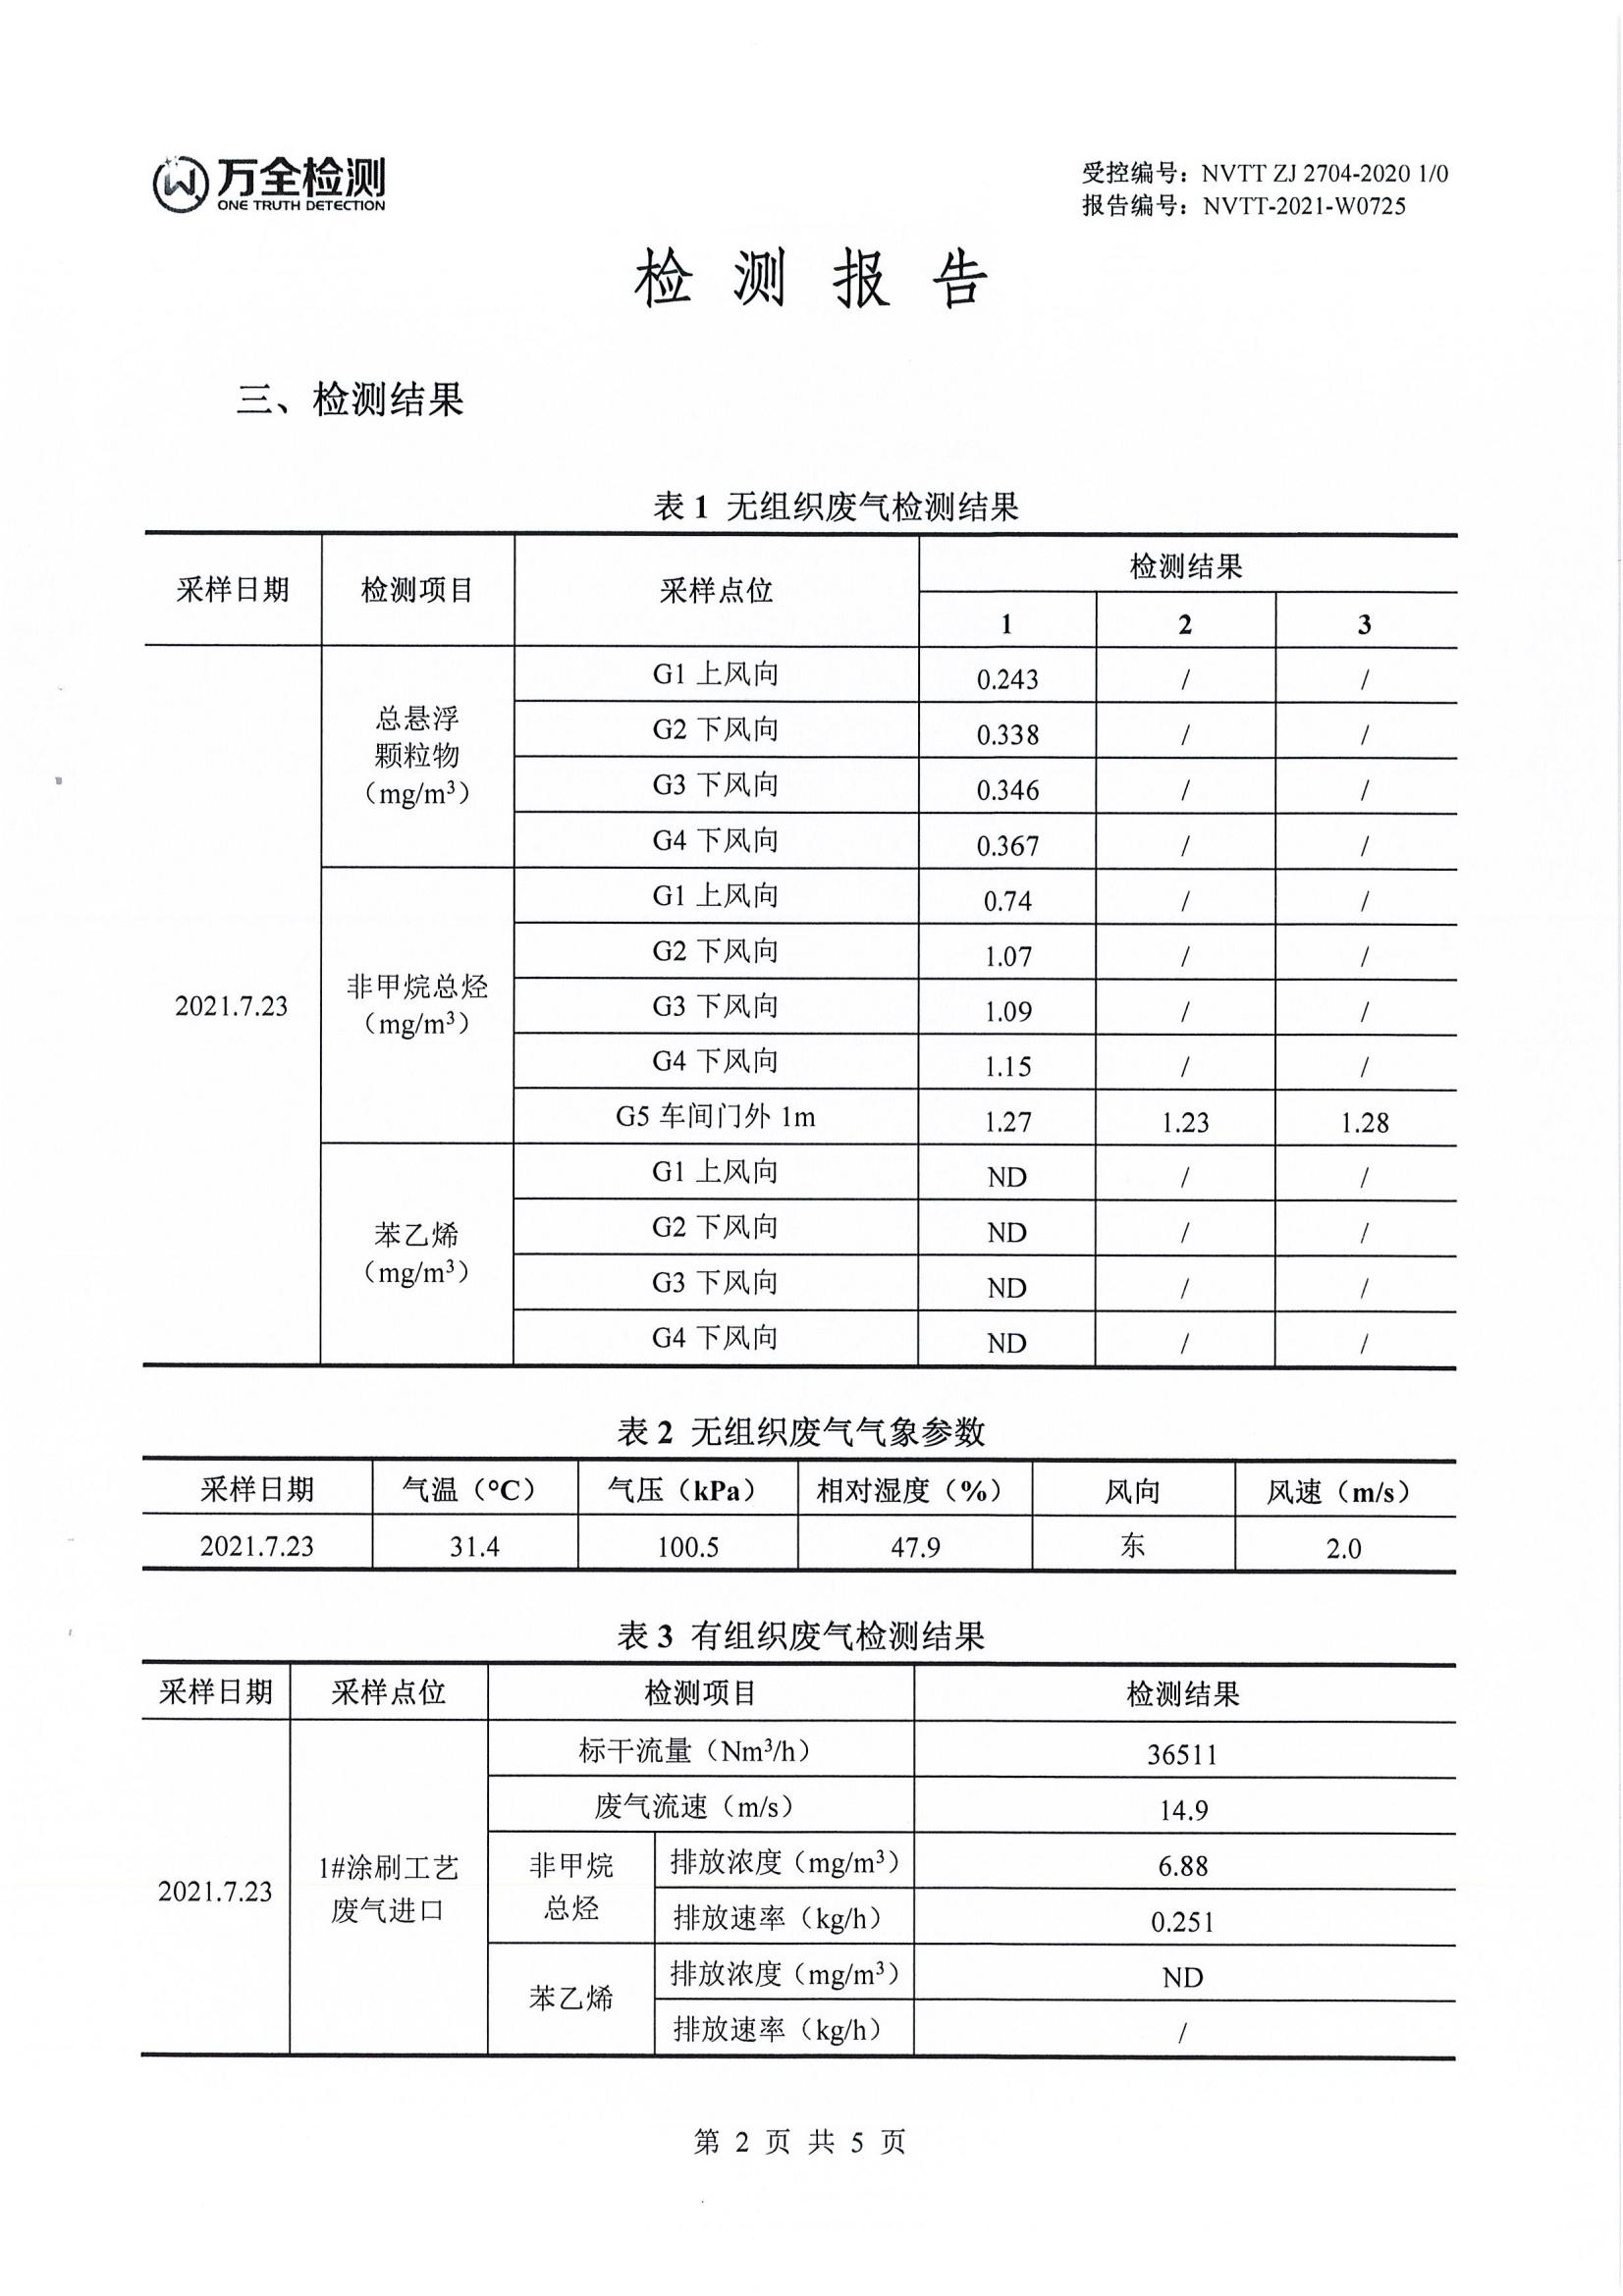 万全检测
ONE TRUTH DETECTION
受控编号：NVTT ZJ 2704-2020 1/0
报告编号：NVTT-2021-W0725
检 测 报 告
三、检测结果
表 1 无组织废气检测结果
采样日期 检测项目 采样点位 检测结果
1 2 3
2021.7.23
总悬浮
颗粒物
（mg/m³）
G1 上风向 0.243 / /
G2 下风向 0.338 / /
G3 下风向 0.346 / /
G4 下风向 0.367 / /
非甲烷总烃
（mg/m³）
G1 上风向 0.74 / /
G2 下风向 1.07 / /
G3 下风向 1.09 / /
G4 下风向 1.15 / /
G5 车间门外 1m 1.27 1.23 1.28
苯乙烯
（mg/m³）
G1 上风向 ND / /
G2 下风向 ND / /
G3 下风向 ND / /
G4 下风向 ND / /
表 2 无组织废气气象参数
采样日期 气温（°C） 气压（kPa） 相对湿度（%） 风向 风速（m/s）
2021.7.23 31.4 100.5 47.9 东 2.0
表 3 有组织废气检测结果
采样日期 采样点位 检测项目 检测结果
2021.7.23
1#涂刷工艺
废气进口
标干流量（Nm³/h） 36511
废气流速（m/s） 14.9
非甲烷
总烃
排放浓度（mg/m³） 6.88
排放速率（kg/h） 0.251
苯乙烯
排放浓度（mg/m³） ND
排放速率（kg/h） /
第 2 页 共 5 页